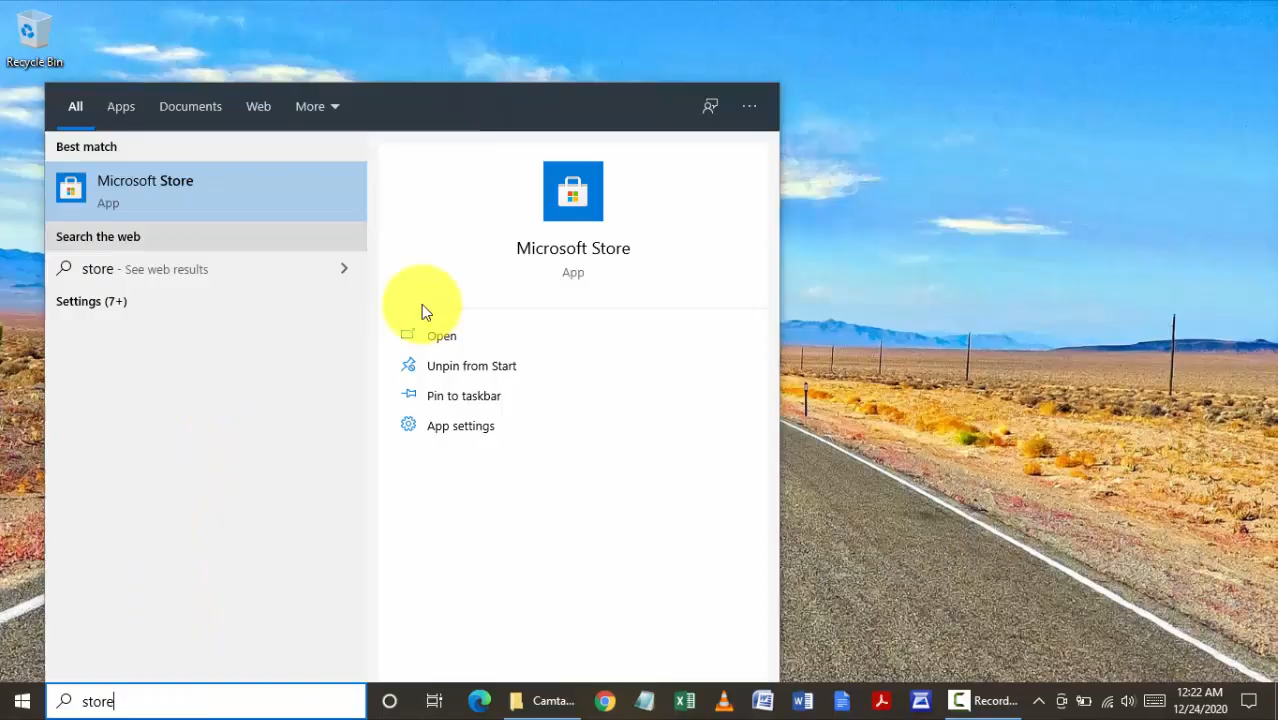 Recycle Bin
All Apps Documents Web More
Best match
Microsoft Store
App
Search the web
store - See web results
Settings (7+)
Microsoft Store
App
Open
Unpin from Start
Pin to taskbar
App settings
store
Camta...
Record...
12:22 AM
12/24/2020